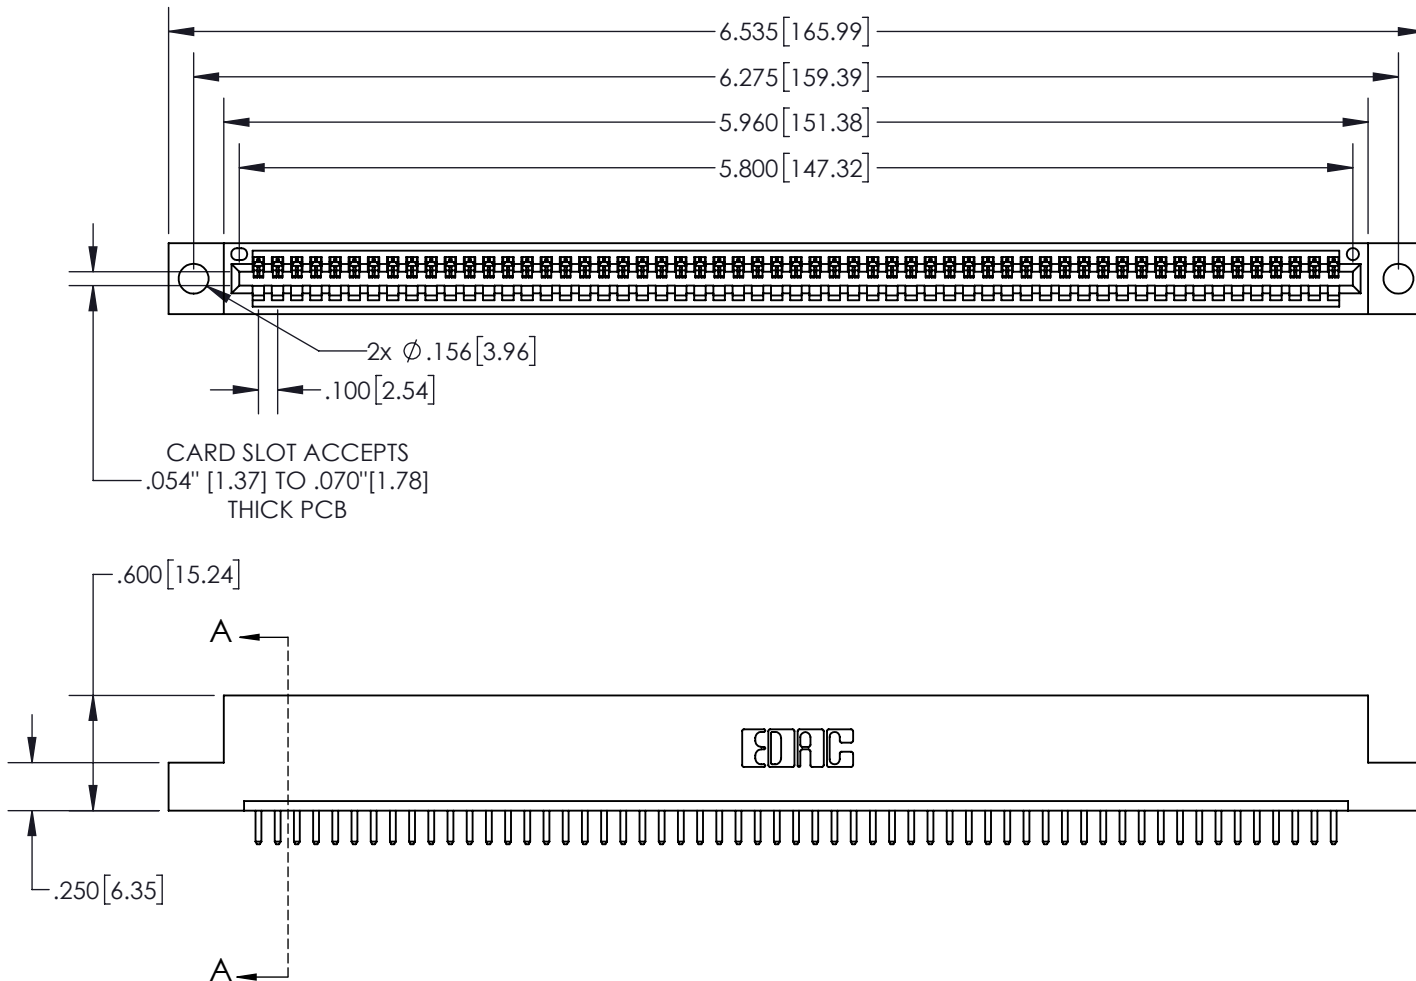 6.535[165.99]
6.275[159.39]
5.960[151.38]
5.800[147.32]
2x Ø.156[3.96]
.100[2.54]
CARD SLOT ACCEPTS
.054" [1.37] TO .070"[1.78]
THICK PCB
.600[15.24]
A
EDAC
.250[6.35]
A